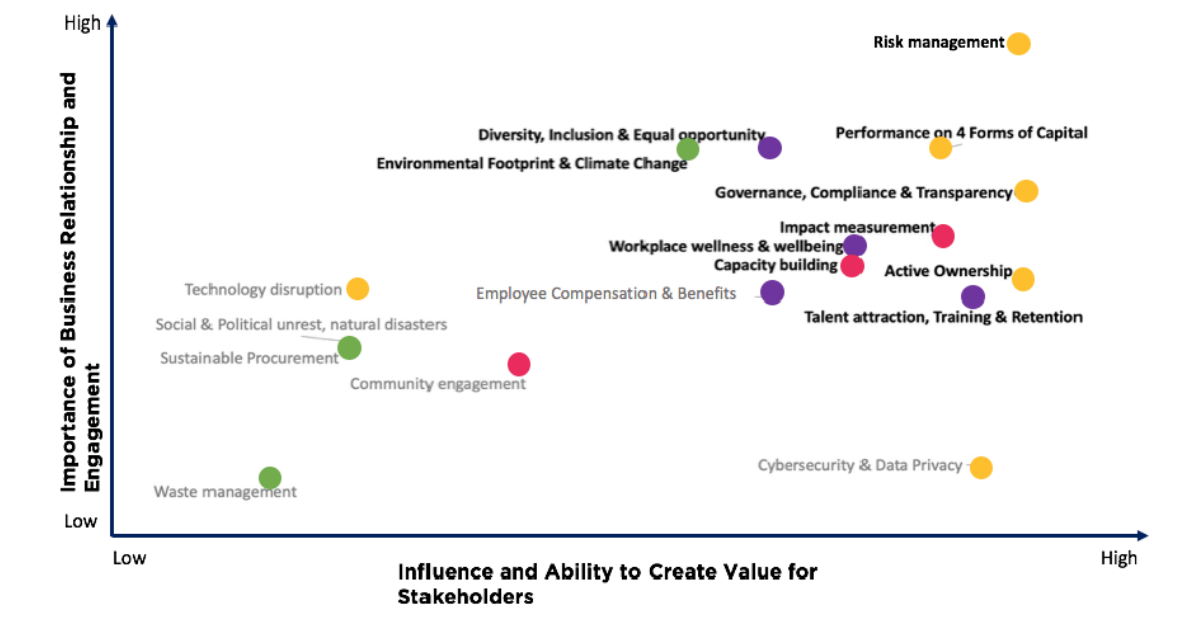 High
Risk management
Diversity, Inclusion & Equal opportunity
Performance on 4 Forms of Capital
Environmental Footprint & Climate Change
Governance, Compliance & Transparency
Impact measurement
Workplace wellness & wellbeing
Capacity building
Active Ownership
Technology disruption
Employee Compensation & Benefits
Talent attraction, Training & Retention
Social & Political unrest, natural disasters
Sustainable Procurement
Community engagement
Cybersecurity & Data Privacy
Waste management
Importance of Business Relationship and
Engagement
Low
Low
High
Influence and Ability to Create Value for
Stakeholders